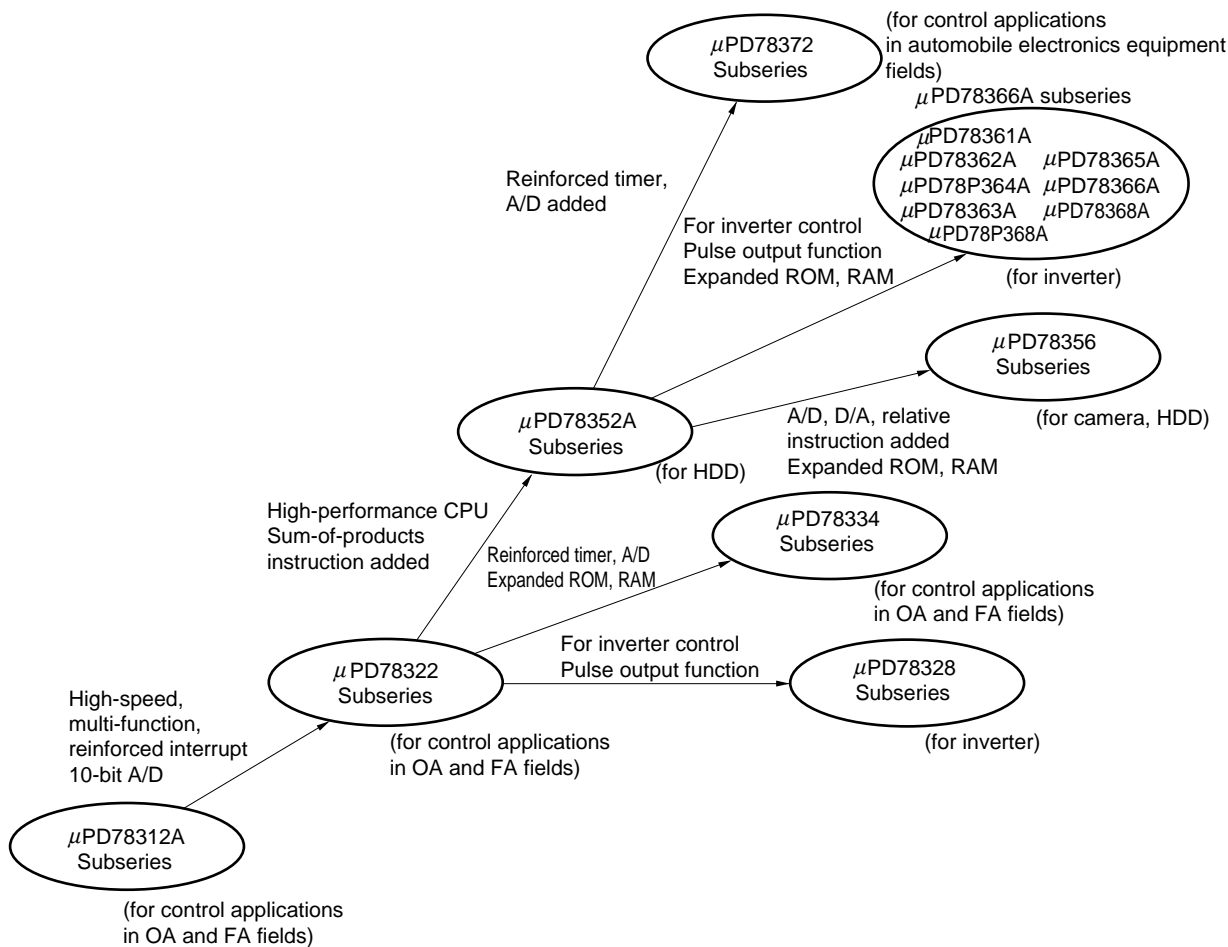 μPD78372
Subseries
(for control applications
in automobile electronics equipment
fields)
μPD78366A subseries
μPD78361A
μPD78362A μPD78365A
μPD78P364A μPD78366A
μPD78363A μPD78368A
μPD78P368A
(for inverter)
Reinforced timer,
A/D added
For inverter control
Pulse output function
Expanded ROM, RAM
μPD78356
Subseries
(for camera, HDD)
μPD78352A
Subseries
(for HDD)
A/D, D/A, relative
instruction added
Expanded ROM, RAM
High-performance CPU
Sum-of-products
instruction added
Reinforced timer, A/D
Expanded ROM, RAM
μPD78334
Subseries
(for control applications
in OA and FA fields)
μPD78322
Subseries
(for control applications
in OA and FA fields)
For inverter control
Pulse output function
μPD78328
Subseries
(for inverter)
High-speed,
multi-function,
reinforced interrupt
10-bit A/D
μPD78312A
Subseries
(for control applications
in OA and FA fields)